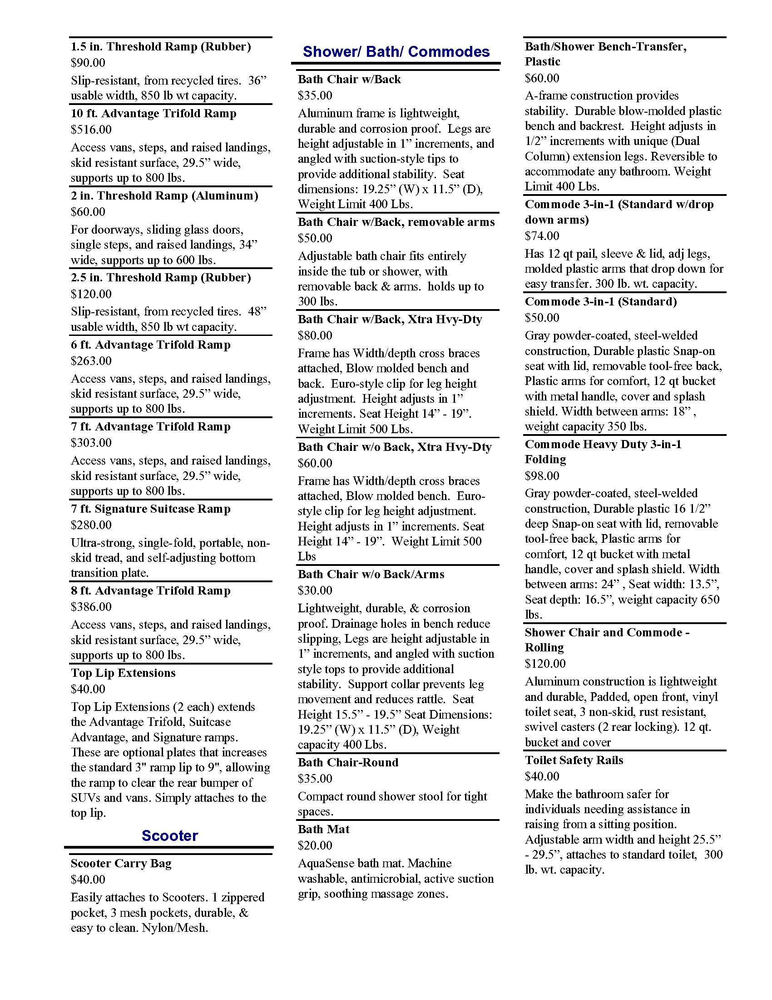 1.5 in. Threshold Ramp (Rubber)
$90.00
Slip-resistant, from recycled tires.  36”
usable width, 850 lb wt capacity.
10 ft. Advantage Trifold Ramp
$516.00
Access vans, steps, and raised landings,
skid resistant surface, 29.5” wide,
supports up to 800 lbs.
2 in. Threshold Ramp (Aluminum)
$60.00
For doorways, sliding glass doors,
single steps, and raised landings, 34”
wide, supports up to 600 lbs.
2.5 in. Threshold Ramp (Rubber)
$120.00
Slip-resistant, from recycled tires.  48”
usable width, 850 lb wt capacity.
6 ft. Advantage Trifold Ramp
$263.00
Access vans, steps, and raised landings,
skid resistant surface, 29.5” wide,
supports up to 800 lbs.
7 ft. Advantage Trifold Ramp
$303.00
Access vans, steps, and raised landings,
skid resistant surface, 29.5” wide,
supports up to 800 lbs.
7 ft. Signature Suitcase Ramp
$280.00
Ultra-strong, single-fold, portable, non-
skid tread, and self-adjusting bottom
transition plate.
8 ft. Advantage Trifold Ramp
$386.00
Access vans, steps, and raised landings,
skid resistant surface, 29.5” wide,
supports up to 800 lbs.
Top Lip Extensions
$40.00
Top Lip Extensions (2 each) extends
the Advantage Trifold, Suitcase
Advantage, and Signature ramps.
These are optional plates that increases
the standard 3" ramp lip to 9", allowing
the ramp to clear the rear bumper of
SUVs and vans. Simply attaches to the
top lip.
Scooter
Scooter Carry Bag
$40.00
Easily attaches to Scooters. 1 zippered
pocket, 3 mesh pockets, durable, &
easy to clean. Nylon/Mesh.
Shower/ Bath/ Commodes
Bath Chair w/Back
$35.00
Aluminum frame is lightweight,
durable and corrosion proof.  Legs are
height adjustable in 1” increments, and
angled with suction-style tips to
provide additional stability.  Seat
dimensions: 19.25” (W) x 11.5” (D),
Weight Limit 400 Lbs.
Bath Chair w/Back, removable arms
$50.00
Adjustable bath chair fits entirely
inside the tub or shower, with
removable back & arms.  holds up to
300 lbs.
Bath Chair w/Back, Xtra Hvy-Dty
$80.00
Frame has Width/depth cross braces
attached, Blow molded bench and
back.  Euro-style clip for leg height
adjustment.  Height adjusts in 1”
increments. Seat Height 14” - 19”.
Weight Limit 500 Lbs.
Bath Chair w/o Back, Xtra Hvy-Dty
$60.00
Frame has Width/depth cross braces
attached, Blow molded bench.  Euro-
style clip for leg height adjustment.
Height adjusts in 1” increments. Seat
Height 14” - 19”.  Weight Limit 500
Lbs
Bath Chair w/o Back/Arms
$30.00
Lightweight, durable, & corrosion
proof. Drainage holes in bench reduce
slipping, Legs are height adjustable in
1” increments, and angled with suction
style tops to provide additional
stability.  Support collar prevents leg
movement and reduces rattle.  Seat
Height 15.5” - 19.5” Seat Dimensions:
19.25” (W) x 11.5” (D), Weight
capacity 400 Lbs.
Bath Chair-Round
$35.00
Compact round shower stool for tight
spaces.
Bath Mat
$20.00
AquaSense bath mat. Machine
washable, antimicrobial, active suction
grip, soothing massage zones.
Bath/Shower Bench-Transfer,
Plastic
$60.00
A-frame construction provides
stability.  Durable blow-molded plastic
bench and backrest.  Height adjusts in
1/2” increments with unique (Dual
Column) extension legs. Reversible to
accommodate any bathroom. Weight
Limit 400 Lbs.
Commode 3-in-1 (Standard w/drop
down arms)
$74.00
Has 12 qt pail, sleeve & lid, adj legs,
molded plastic arms that drop down for
easy transfer. 300 lb. wt. capacity.
Commode 3-in-1 (Standard)
$50.00
Gray powder-coated, steel-welded
construction, Durable plastic Snap-on
seat with lid, removable tool-free back,
Plastic arms for comfort, 12 qt bucket
with metal handle, cover and splash
shield. Width between arms: 18” ,
weight capacity 350 lbs.
Commode Heavy Duty 3-in-1
Folding
$98.00
Gray powder-coated, steel-welded
construction, Durable plastic 16 1/2”
deep Snap-on seat with lid, removable
tool-free back, Plastic arms for
comfort, 12 qt bucket with metal
handle, cover and splash shield. Width
between arms: 24” , Seat width: 13.5”,
Seat depth: 16.5”, weight capacity 650
lbs.
Shower Chair and Commode -
Rolling
$120.00
Aluminum construction is lightweight
and durable, Padded, open front, vinyl
toilet seat, 3 non-skid, rust resistant,
swivel casters (2 rear locking). 12 qt.
bucket and cover
Toilet Safety Rails
$40.00
Make the bathroom safer for
individuals needing assistance in
raising from a sitting position.
Adjustable arm width and height 25.5”
- 29.5”, attaches to standard toilet,  300
lb. wt. capacity.